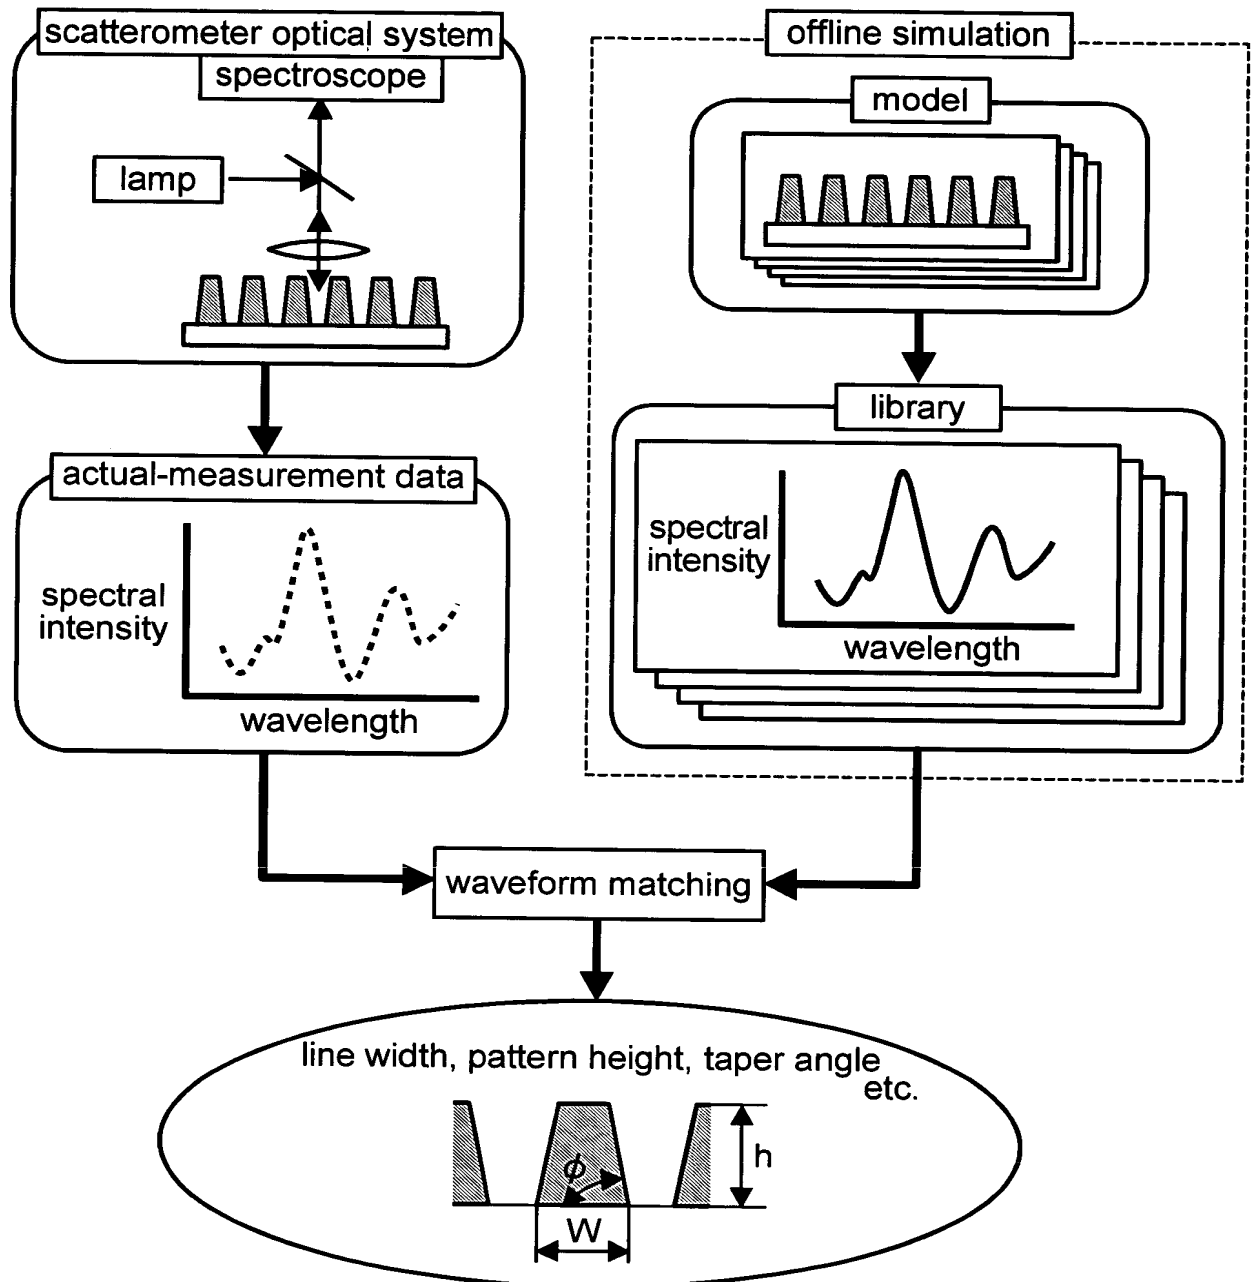 scatterometer optical system
spectroscope
lamp
actual-measurement data
spectral
intensity
wavelength
offline simulation
model
library
spectral
intensity
wavelength
waveform matching
line width, pattern height, taper angle
etc.
ϕ
h
W